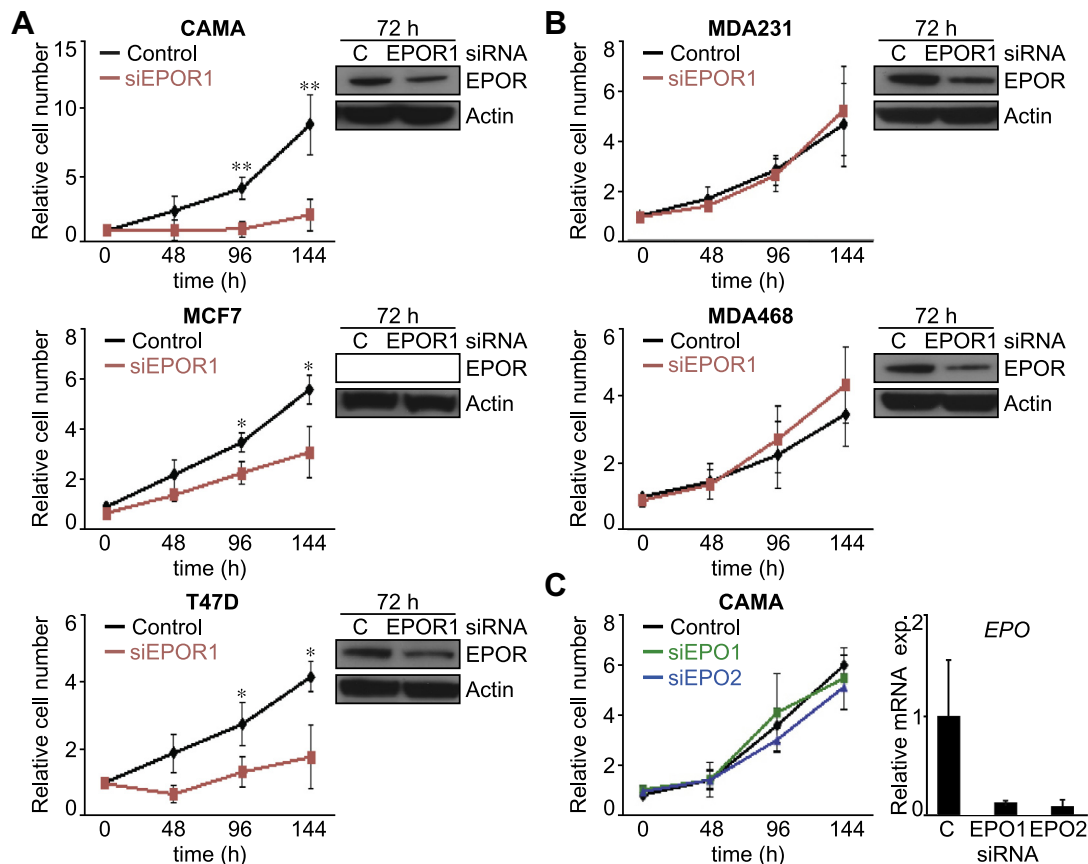 A
CAMA
Control
siEPOR1
Relative cell number
15
10
5
0
**
**
0 48 96 144
time (h)
72 h
C EPOR1 siRNA
EPOR
Actin
MCF7
Control
siEPOR1
Relative cell number
8
6
4
2
0
*
*
0 48 96 144
time (h)
72 h
C EPOR1 siRNA
EPOR
Actin
T47D
Control
siEPOR1
Relative cell number
6
4
2
0
*
*
0 48 96 144
time (h)
72 h
C EPOR1 siRNA
EPOR
Actin
B
MDA231
Control
siEPOR1
Relative cell number
8
6
4
2
0
0 48 96 144
time (h)
72 h
C EPOR1 siRNA
EPOR
Actin
MDA468
Control
siEPOR1
Relative cell number
6
4
2
0
0 48 96 144
time (h)
72 h
C EPOR1 siRNA
EPOR
Actin
C
CAMA
Control
siEPO1
siEPO2
Relative cell number
8
6
4
2
0
0 48 96 144
time (h)
EPO
Relative mRNA exp.
2
1
0
C EPO1 EPO2
siRNA